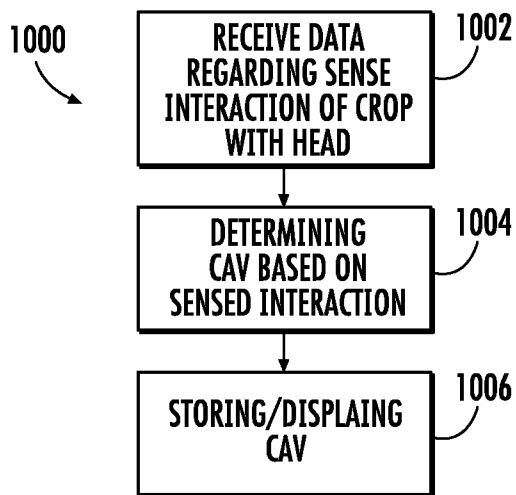 1000
RECEIVE DATA
REGARDING SENSE
INTERACTION OF CROP
WITH HEAD
1002
DETERMINING
CAV BASED ON
SENSED INTERACTION
1004
STORING/DISPLAING
CAV
1006